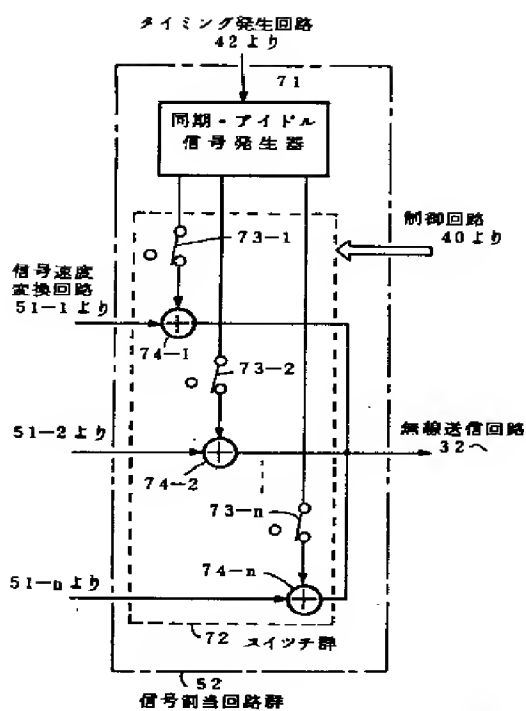 タイミング発生回路
42より
71
同期・アイドル
信号発生器
制御回路
40より
73-1
信号速度
変換回路
51-1より
74-1
73-2
51-2より
無線送信回路
32へ
74-2
73-n
74-n
51-nより
72 スイッチ群
52
信号割当回路群